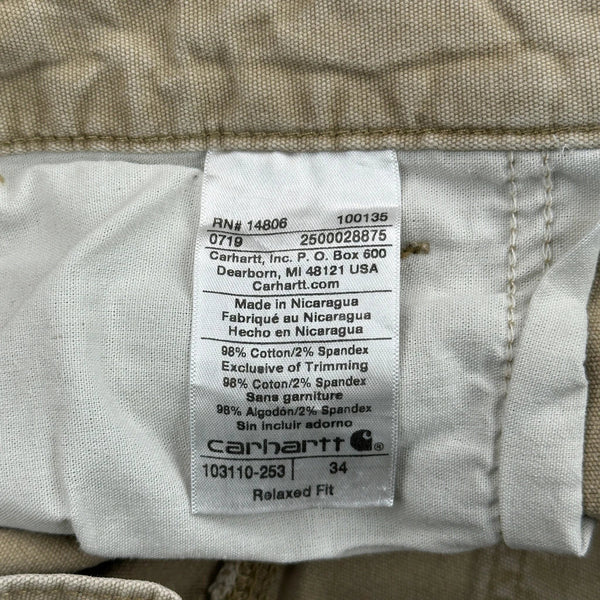 RN# 14806 100135
0719 2500028875
Carhartt, Inc. P. O. Box 600
Dearborn, MI 48121 USA
Carhartt.com
Made in Nicaragua
Fabriqué au Nicaragua
Hecho en Nicaragua
98% Cotton/2% Spandex
Exclusive of Trimming
98% Coton/2% Spandex
Sans garniture
98% Algodón/2% Spandex
Sin incluir adorno
carhartt ®
103110-253 34
Relaxed Fit